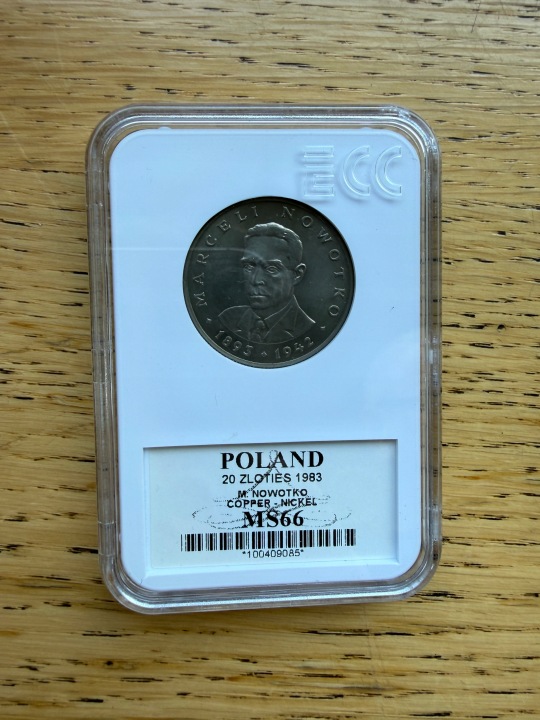 ECC
MARCELI NOWOTKO
1893 * 1942
POLAND
20 ZLOTIES 1983
M. NOWOTKO
COPPER - NICKEL
MS66
*100409085*